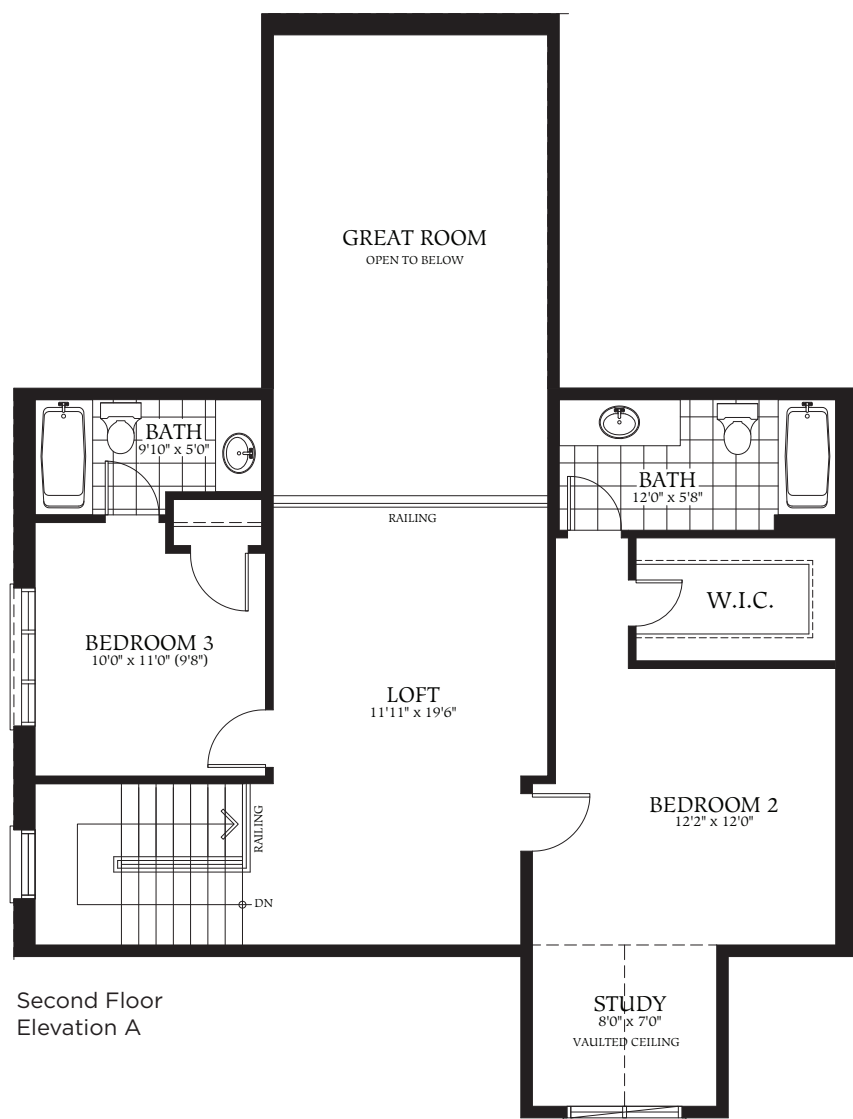 GREAT ROOM
OPEN TO BELOW
BATH
9'10" x 5'0"
BATH
12'0" x 5'8"
RAILING
W.I.C.
BEDROOM 3
10'0" x 11'0" (9'8")
LOFT
11'11" x 19'6"
BEDROOM 2
12'2" x 12'0"
RAILING
DN
Second Floor
Elevation A
STUDY
8'0" x 7'0"
VAULTED CEILING